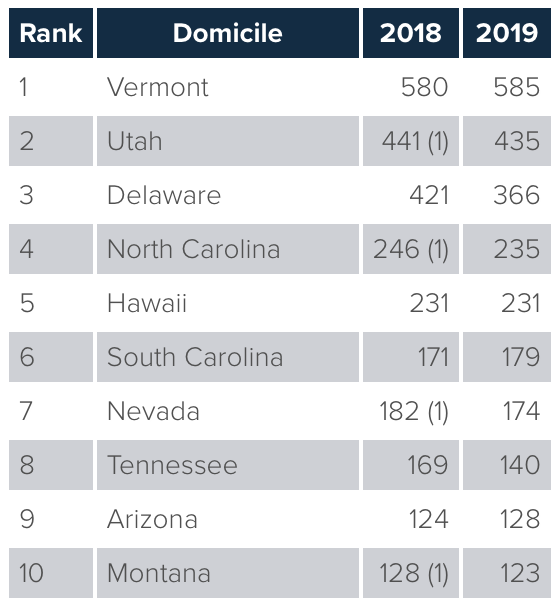 Rank Domicile 2018 2019
1 Vermont 580 585
2 Utah 441 (1) 435
3 Delaware 421 366
4 North Carolina 246 (1) 235
5 Hawaii 231 231
6 South Carolina 171 179
7 Nevada 182 (1) 174
8 Tennessee 169 140
9 Arizona 124 128
10 Montana 128 (1) 123